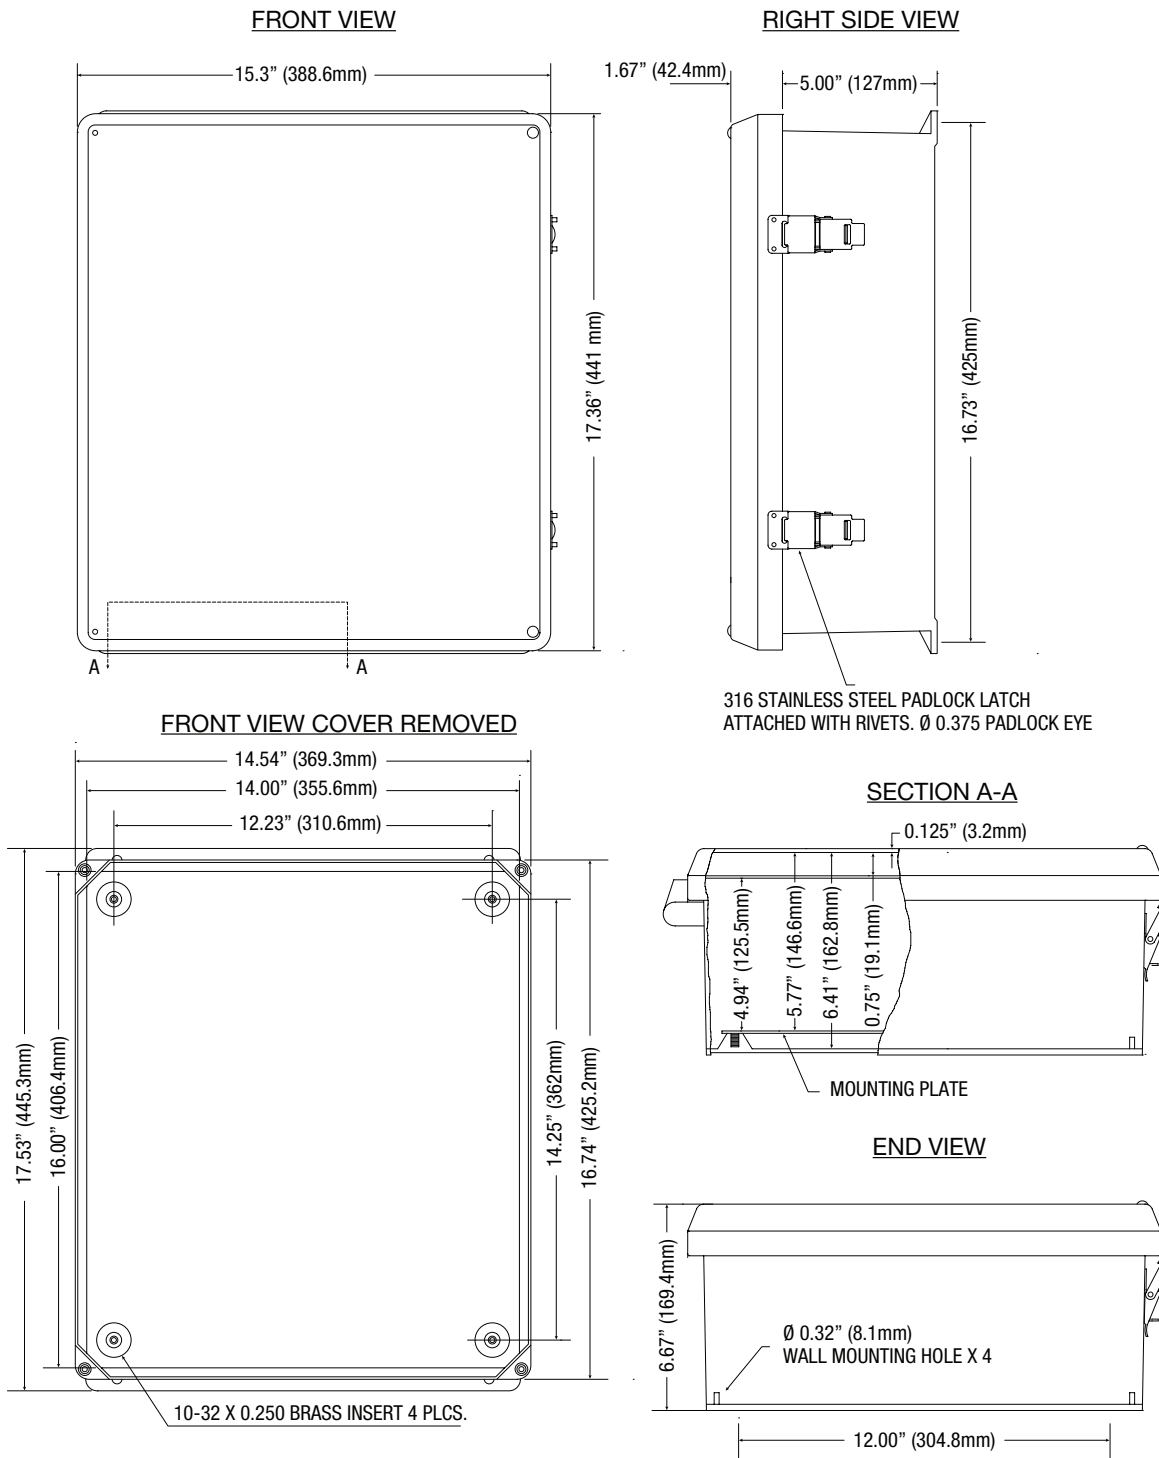 FRONT VIEW
RIGHT SIDE VIEW
15.3” (388.6mm)
1.67” (42.4mm)
5.00” (127mm)
17.36” (441 mm)
16.73” (425mm)
A
A
316 STAINLESS STEEL PADLOCK LATCH
ATTACHED WITH RIVETS. Ø 0.375 PADLOCK EYE
FRONT VIEW COVER REMOVED
14.54” (369.3mm)
14.00” (355.6mm)
12.23” (310.6mm)
17.53” (445.3mm)
16.00” (406.4mm)
14.25” (362mm)
16.74” (425.2mm)
10-32 X 0.250 BRASS INSERT 4 PLCS.
SECTION A-A
0.125” (3.2mm)
4.94” (125.5mm)
5.77” (146.6mm)
6.41” (162.8mm)
0.75” (19.1mm)
MOUNTING PLATE
END VIEW
6.67” (169.4mm)
Ø 0.32” (8.1mm)
WALL MOUNTING HOLE X 4
12.00” (304.8mm)